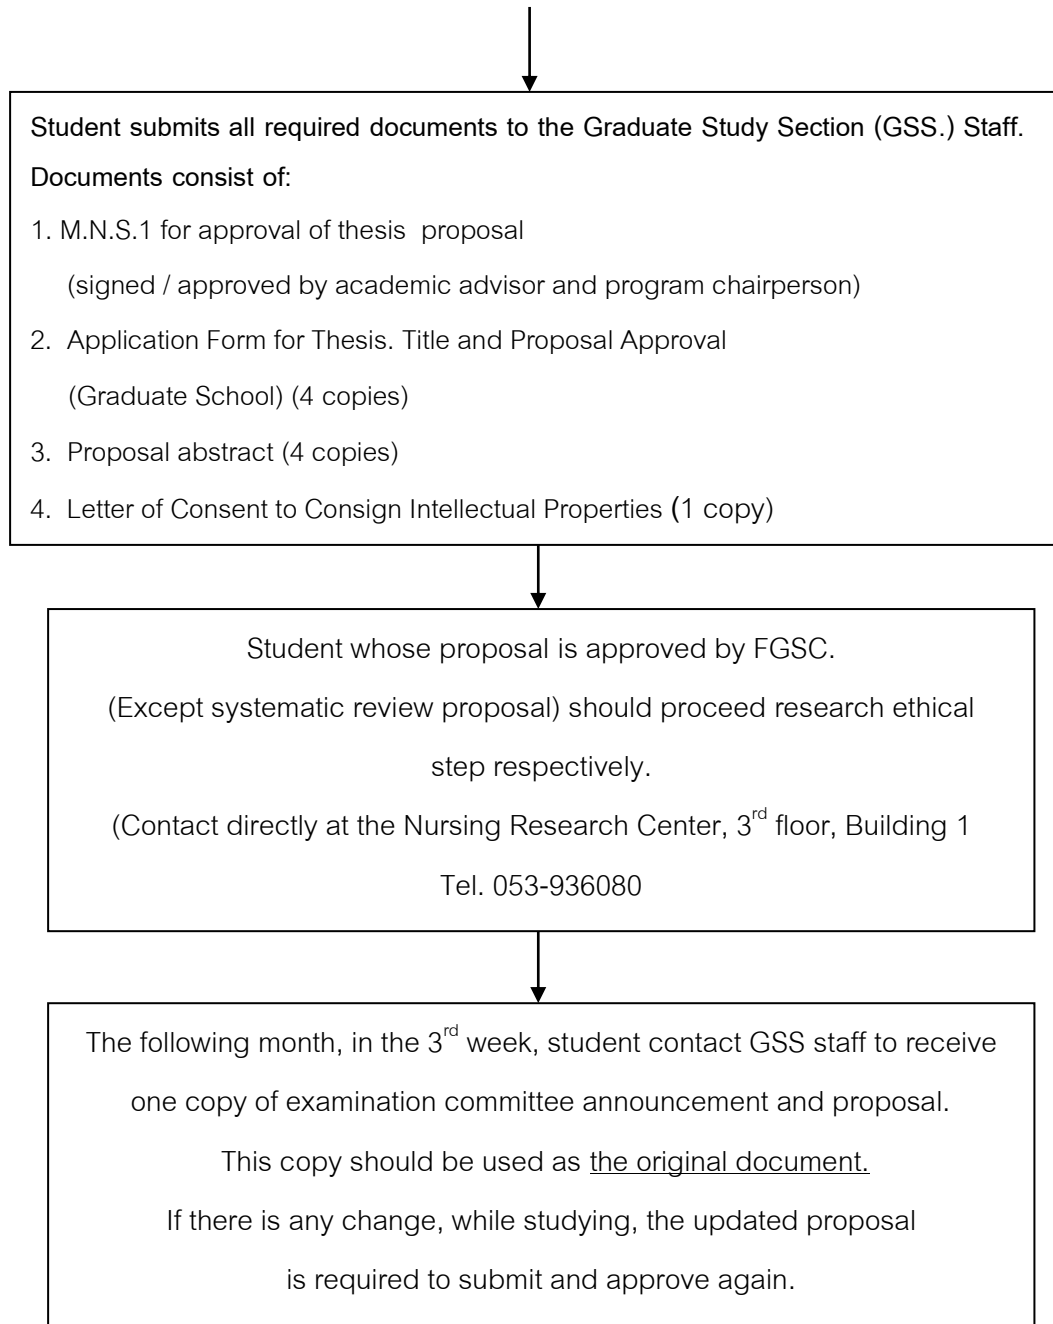 Student submits all required documents to the Graduate Study Section (GSS.) Staff.
Documents consist of:
1. M.N.S.1 for approval of thesis proposal
(signed / approved by academic advisor and program chairperson)
2. Application Form for Thesis. Title and Proposal Approval
(Graduate School) (4 copies)
3. Proposal abstract (4 copies)
4. Letter of Consent to Consign Intellectual Properties (1 copy)
Student whose proposal is approved by FGSC.
(Except systematic review proposal) should proceed research ethical
step respectively.
(Contact directly at the Nursing Research Center, 3rd floor, Building 1
Tel. 053-936080
The following month, in the 3rd week, student contact GSS staff to receive
one copy of examination committee announcement and proposal.
This copy should be used as the original document.
If there is any change, while studying, the updated proposal
is required to submit and approve again.